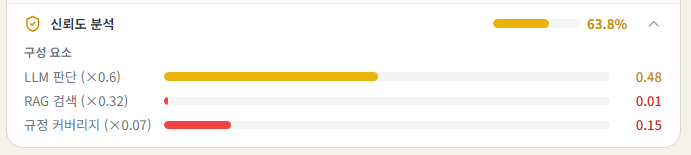 신뢰도 분석 63.8%
구성 요소
LLM 판단 (×0.6) 0.48
RAG 검색 (×0.32) 0.01
규정 커버리지 (×0.07) 0.15